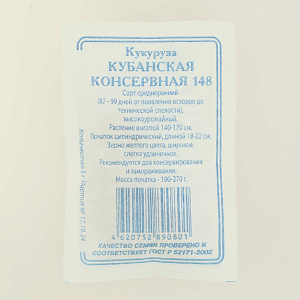 Кукуруза
КУБАНСКАЯ
КОНСЕРВНАЯ 148
Сорт среднеранний
(87 - 99 дней от появления всходов до
технической спелости),
высокоурожайный.
Растение высотой 140-170 см.
Початок цилиндрический, длиной 18-22 см.
Зерно желтого цвета, широкое,
слегка удлиненное.
Рекомендуется для консервирования
и замораживания.
Масса початка - 190-270 г.
4 620752 890801
КАЧЕСТВО СЕМЯН ПРОВЕРЕНО И
СООТВЕТСТВУЕТ ГОСТ Р 52171-2003